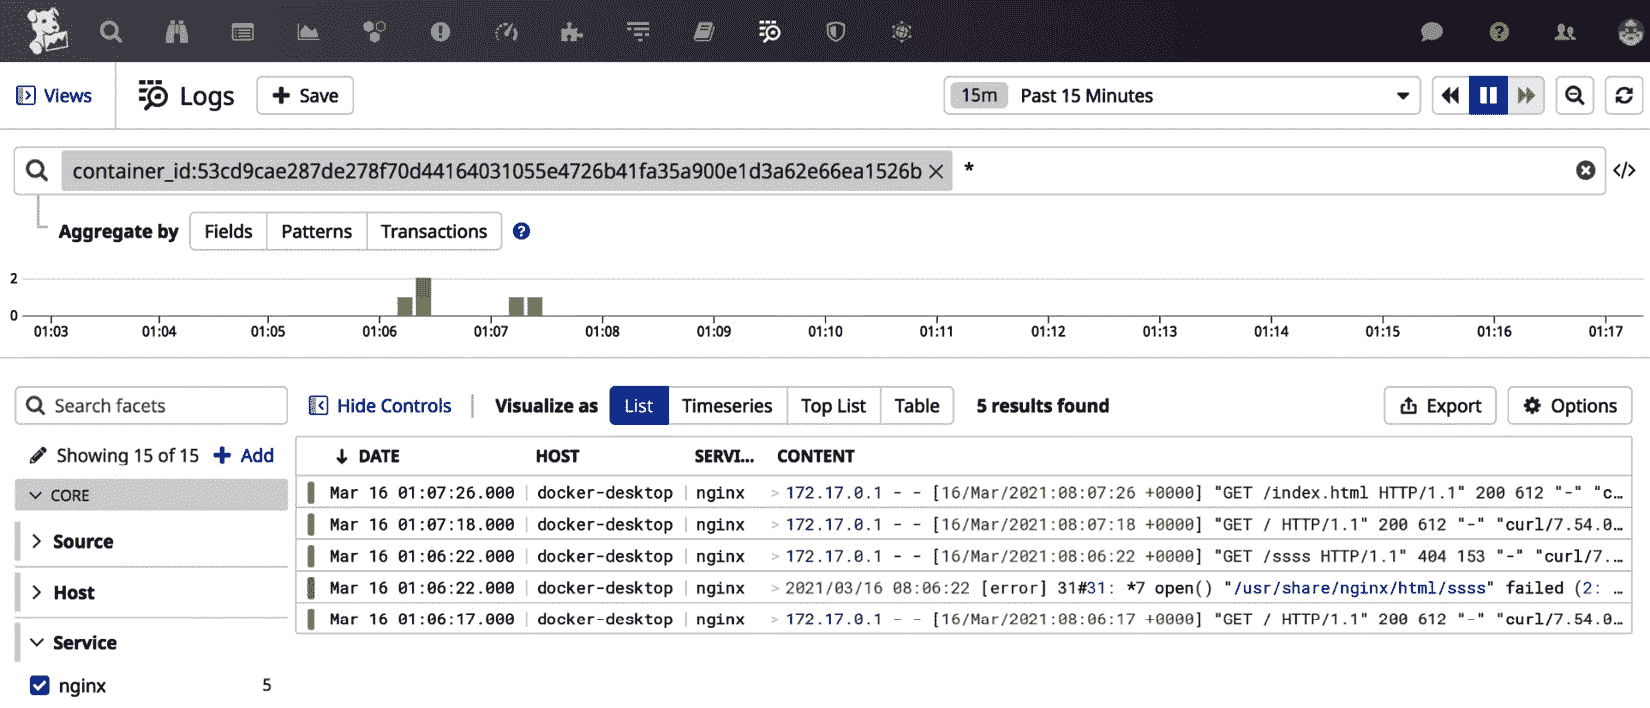 Views Logs + Save 15m Past 15 Minutes
container_id:53cd9cae287de278f70d44164031055e4726b41fa35a900e1d3a62e66ea1526b × * </>
Aggregate by Fields Patterns Transactions ?
2
0
01:03 01:04 01:05 01:06 01:07 01:08 01:09 01:10 01:11 01:12 01:13 01:14 01:15 01:16 01:17
Search facets Hide Controls Visualize as List Timeseries Top List Table 5 results found Export Options
Showing 15 of 15 + Add
CORE
Source
Host
Service
nginx 5
↓ DATE HOST SERVI... CONTENT
Mar 16 01:07:26.000 docker-desktop nginx > 172.17.0.1 - - [16/Mar/2021:08:07:26 +0000] "GET /index.html HTTP/1.1" 200 612 "-" "c…
Mar 16 01:07:18.000 docker-desktop nginx > 172.17.0.1 - - [16/Mar/2021:08:07:18 +0000] "GET / HTTP/1.1" 200 612 "-" "curl/7.54.0…
Mar 16 01:06:22.000 docker-desktop nginx > 172.17.0.1 - - [16/Mar/2021:08:06:22 +0000] "GET /ssss HTTP/1.1" 404 153 "-" "curl/7.…
Mar 16 01:06:22.000 docker-desktop nginx > 2021/03/16 08:06:22 [error] 31#31: *7 open() "/usr/share/nginx/html/ssss" failed (2: …
Mar 16 01:06:17.000 docker-desktop nginx > 172.17.0.1 - - [16/Mar/2021:08:06:17 +0000] "GET / HTTP/1.1" 200 612 "-" "curl/7.54.0…